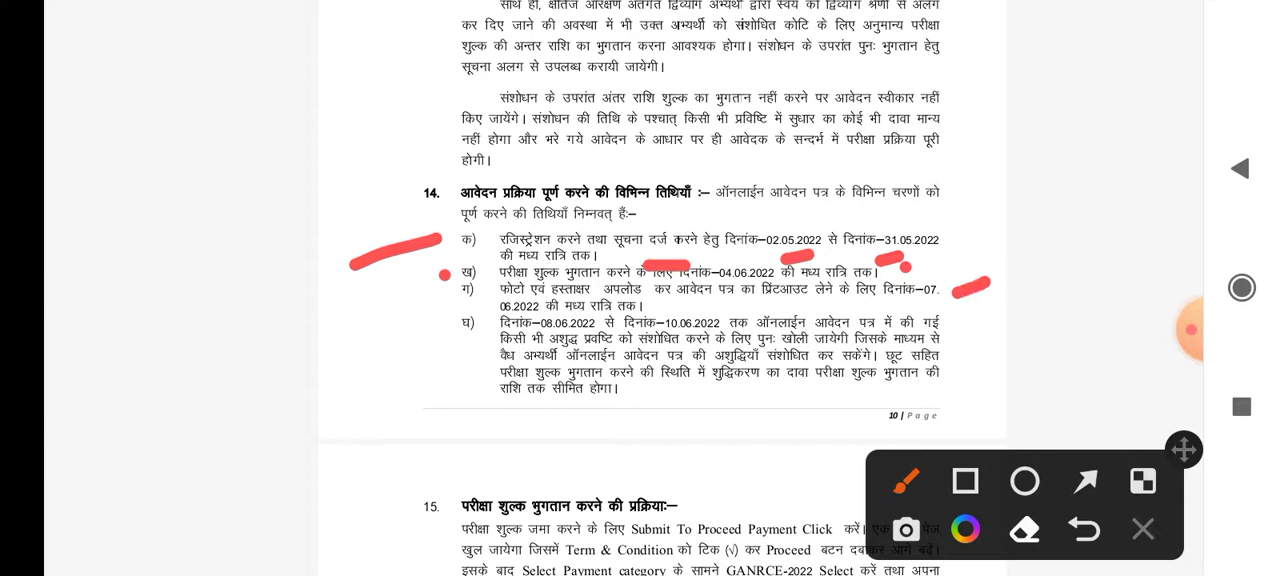 साथ ही, क्षैतिज आरक्षण अंतर्गत दिव्यांग अभ्यर्थी द्वारा स्वयं को दिव्यांग श्रेणी से अलग
कर दिए जाने की अवस्था में भी उक्त अभ्यर्थी को संशोधित कोटि के लिए अनुमान्य परीक्षा
शुल्क की अन्तर राशि का भुगतान करना आवश्यक होगा। संशोधन के उपरांत पुनः भुगतान हेतु
सूचना अलग से उपलब्ध करायी जायेगी।
संशोधन के उपरांत अंतर राशि शुल्क का भुगतान नहीं करने पर आवेदन स्वीकार नहीं
किए जायेंगे। संशोधन की तिथि के पश्चात् किसी भी प्रविष्टि में सुधार का कोई भी दावा मान्य
नहीं होगा और भरे गये आवेदन के आधार पर ही आवेदक के सन्दर्भ में परीक्षा प्रक्रिया पूरी
होगी।
14. आवेदन प्रक्रिया पूर्ण करने की विभिन्न तिथियाँ :– ऑनलाईन आवेदन पत्र के विभिन्न चरणों को
पूर्ण करने की तिथियाँ निम्नवत् हैं:–
क) रजिस्ट्रेशन करने तथा सूचना दर्ज करने हेतु दिनांक–02.05.2022 से दिनांक–31.05.2022
की मध्य रात्रि तक।
ख) परीक्षा शुल्क भुगतान करने के लिए दिनांक–04.06.2022 की मध्य रात्रि तक।
ग) फोटो एवं हस्ताक्षर अपलोड कर आवेदन पत्र का प्रिंटआउट लेने के लिए दिनांक–07.
06.2022 की मध्य रात्रि तक।
घ) दिनांक–08.06.2022 से दिनांक–10.06.2022 तक ऑनलाईन आवेदन पत्र में की गई
किसी भी अशुद्ध प्रवष्टि को संशोधित करने के लिए पुनः खोली जायेगी जिसके माध्यम से
वैध अभ्यर्थी ऑनलाईन आवेदन पत्र की अशुद्धियाँ संशोधित कर सकेंगे। छूट सहित
परीक्षा शुल्क भुगतान करने की स्थिति में शुद्धिकरण का दावा परीक्षा शुल्क भुगतान की
राशि तक सीमित होगा।
10 | Page
15. परीक्षा शुल्क भुगतान करने की प्रक्रियाः–
परीक्षा शुल्क जमा करने के लिए Submit To Proceed Payment Click करें। पेज
खुल जायेगा जिसमें Term & Condition को टिक (√) कर Proceed बटन दबाकर आगे बढ़ें।
इसके बाद Select Payment category के सामने GANRCE-2022 Select करें तथा अपना